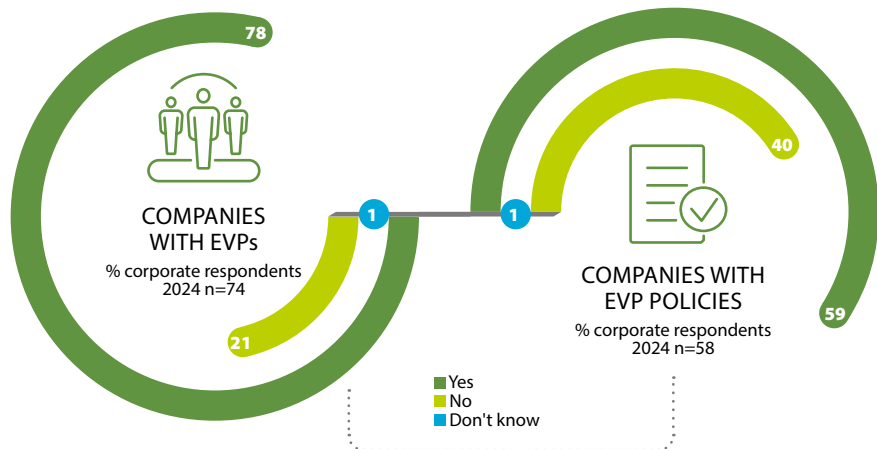 78
1
COMPANIES
WITH EVPs
% corporate respondents
2024 n=74
21
40
1
COMPANIES WITH
EVP POLICIES
% corporate respondents
2024 n=58
59
Yes
No
Don't know